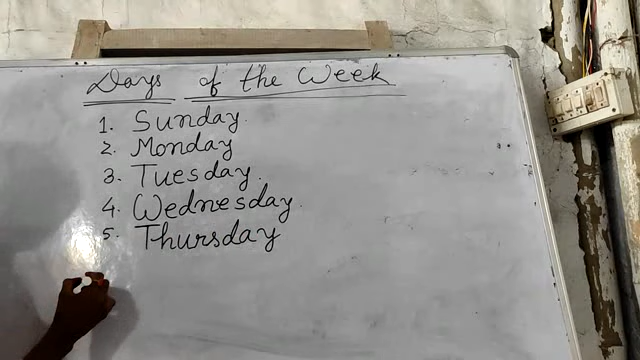 Days of the Week
1. Sunday.
2. Monday
3. Tuesday.
4. Wednesday.
5. Thursday